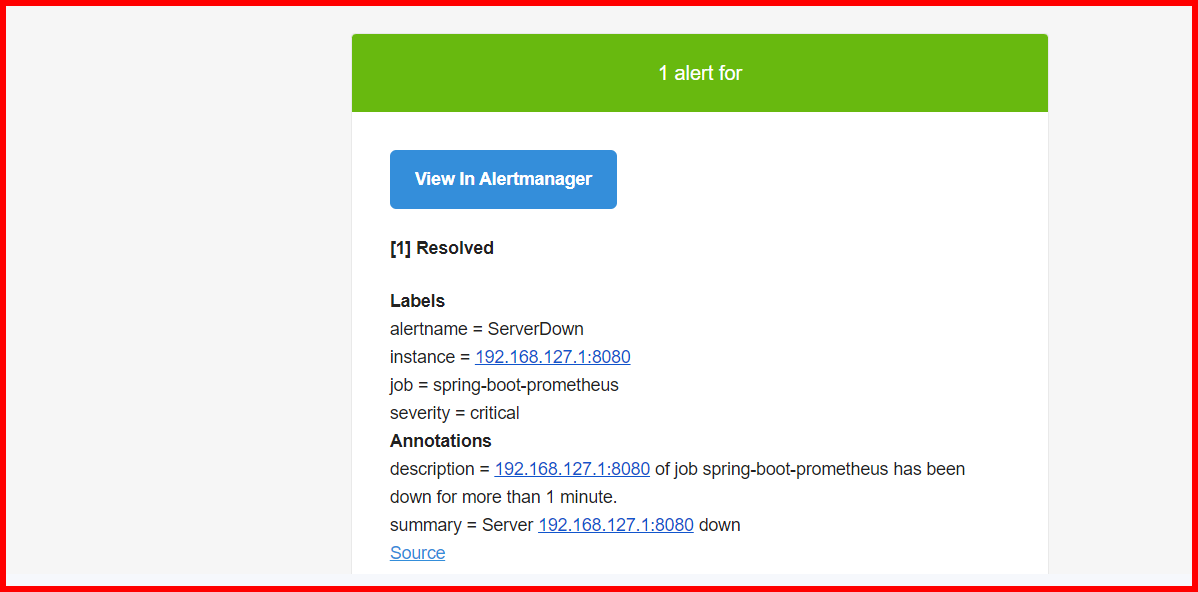 1 alert for
View In Alertmanager
[1] Resolved
Labels
alertname = ServerDown
instance = 192.168.127.1:8080
job = spring-boot-prometheus
severity = critical
Annotations
description = 192.168.127.1:8080 of job spring-boot-prometheus has been
down for more than 1 minute.
summary = Server 192.168.127.1:8080 down
Source